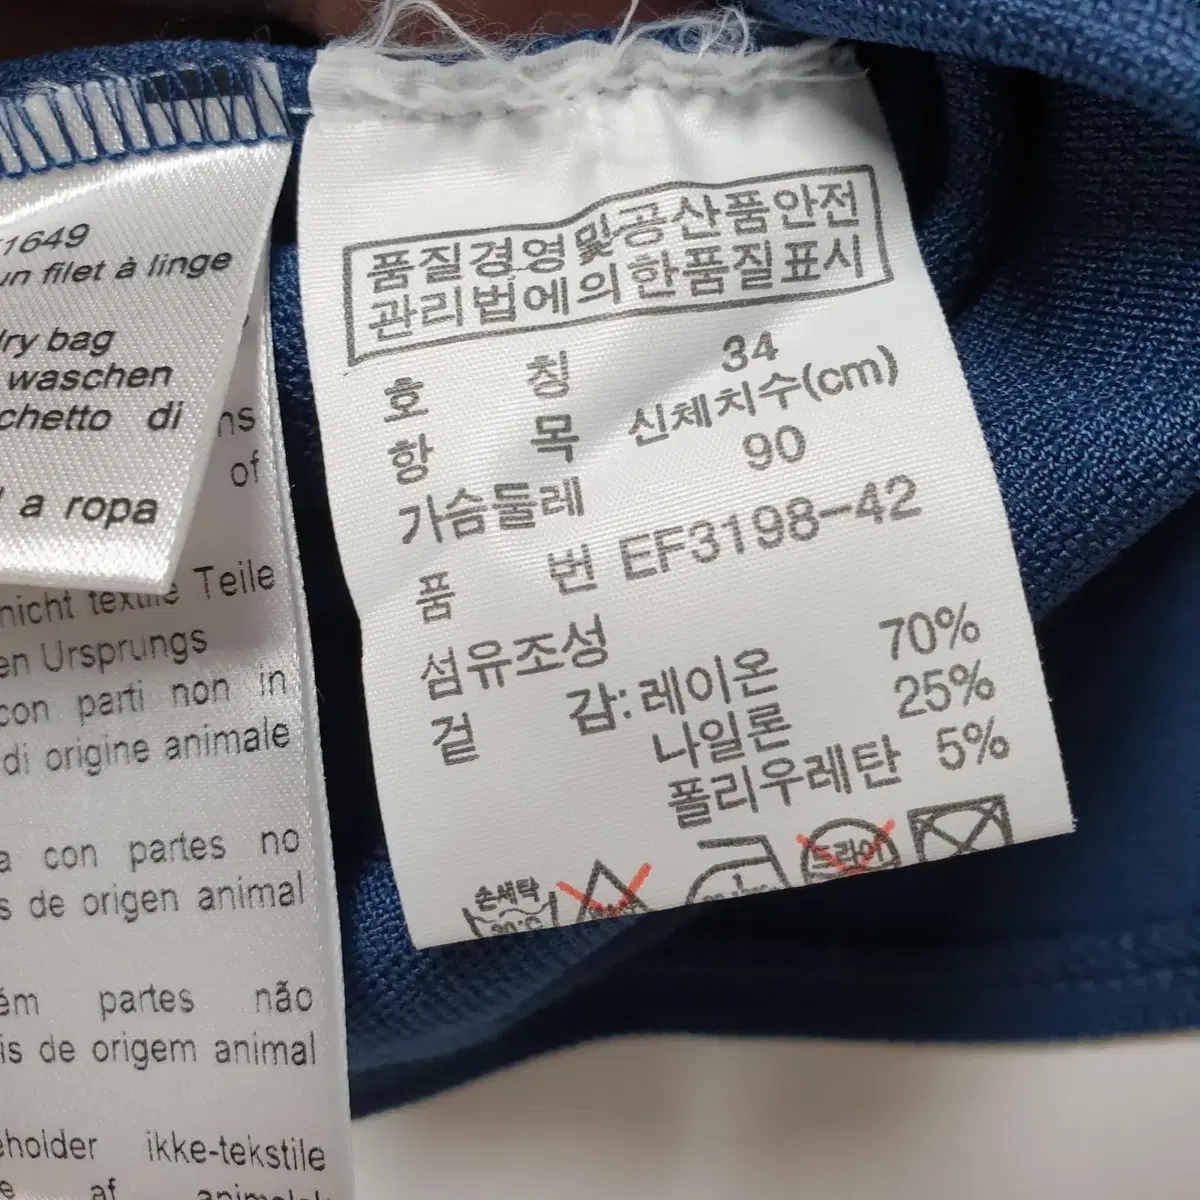 1649
un filet à linge
dry bag
waschen
di
a ropa
ns
of
nicht textile Teile
en Ursprungs
con parti non in
di origine animale
a con partes no
s de origen animal
partes não
is de origem animal
ikke-tekstile
af
품질경영및공산품안전
관리법에의한품질표시
호 칭 34
항 목 신체치수(cm)
가슴둘레 90
품 번 EF3198-42
섬유조성
겉 감: 레이온 70%
나일론 25%
폴리우레탄 5%
손세탁
30°C
드라이